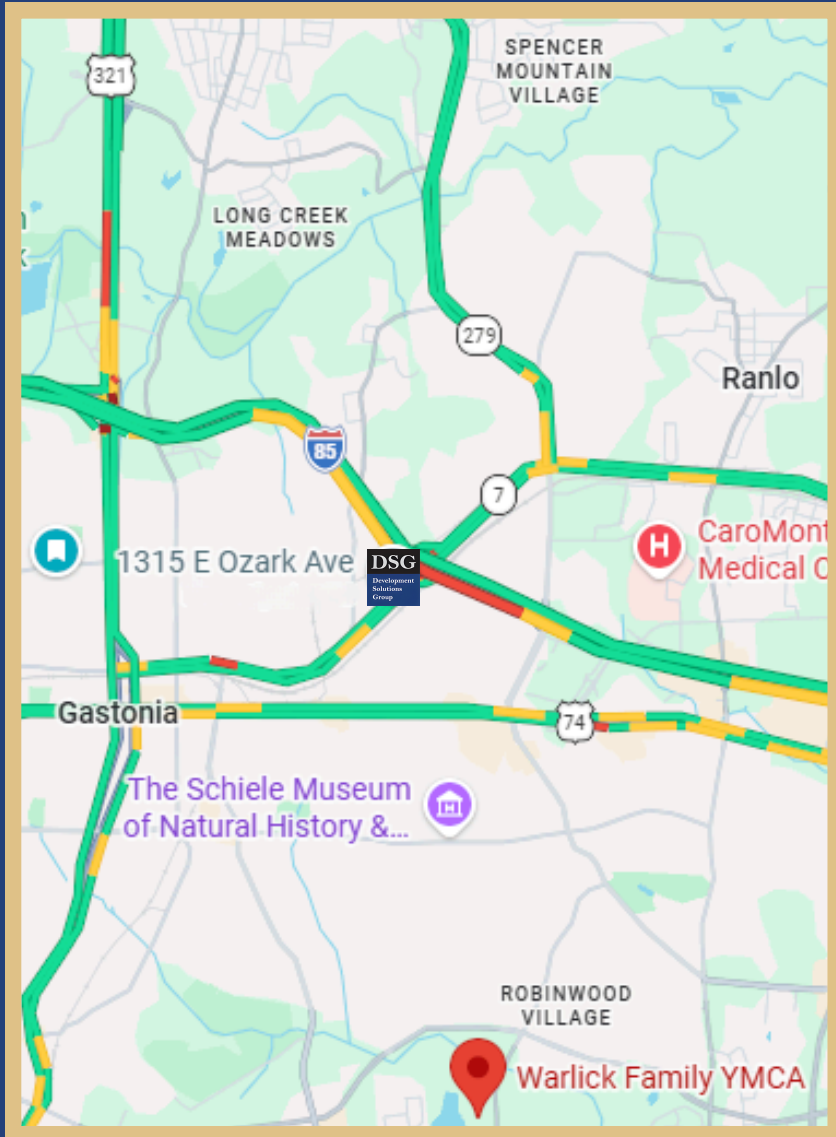 321
SPENCER
MOUNTAIN
VILLAGE
LONG CREEK
MEADOWS
279
Ranlo
85
7
CaroMont
Medical C
1315 E Ozark Ave
DSG
Development
Solutions
Group
H
Gastonia
74
The Schiele Museum
of Natural History &...
ROBINWOOD
VILLAGE
Warlick Family YMCA